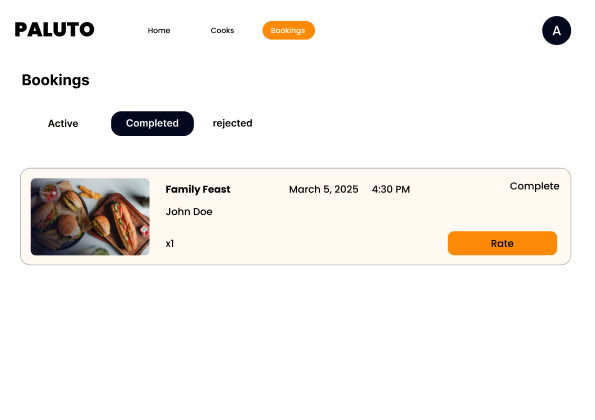 PALUTO Home Cooks Bookings A
Bookings
Active Completed rejected
Family Feast March 5, 2025 4:30 PM Complete
John Doe
x1 Rate